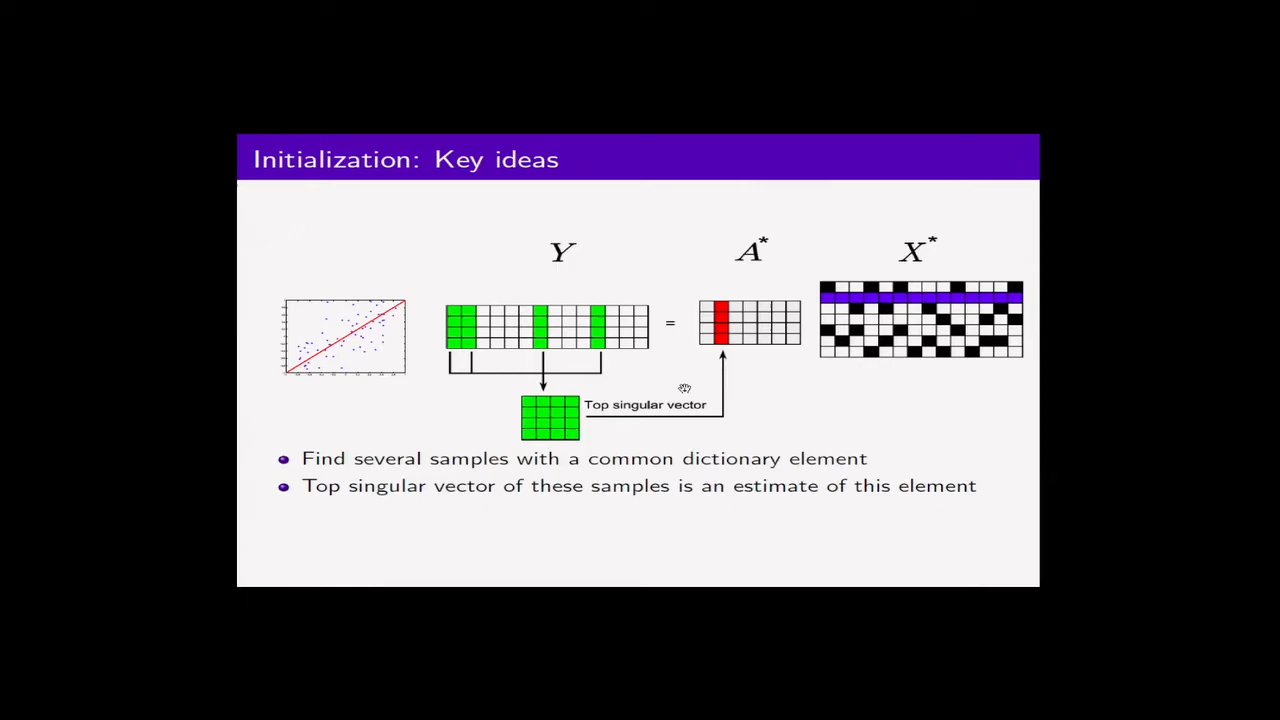 Initialization: Key ideas
Y
A*
X*
=
Top singular vector
Find several samples with a common dictionary element
Top singular vector of these samples is an estimate of this element